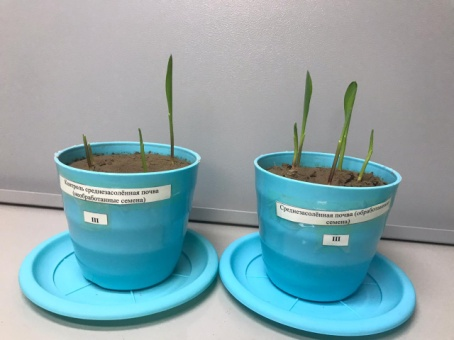 Контроль среднезасолённая почва
(необработанные семена)
III
Среднезасолённая почва (обработанные
семена)
III